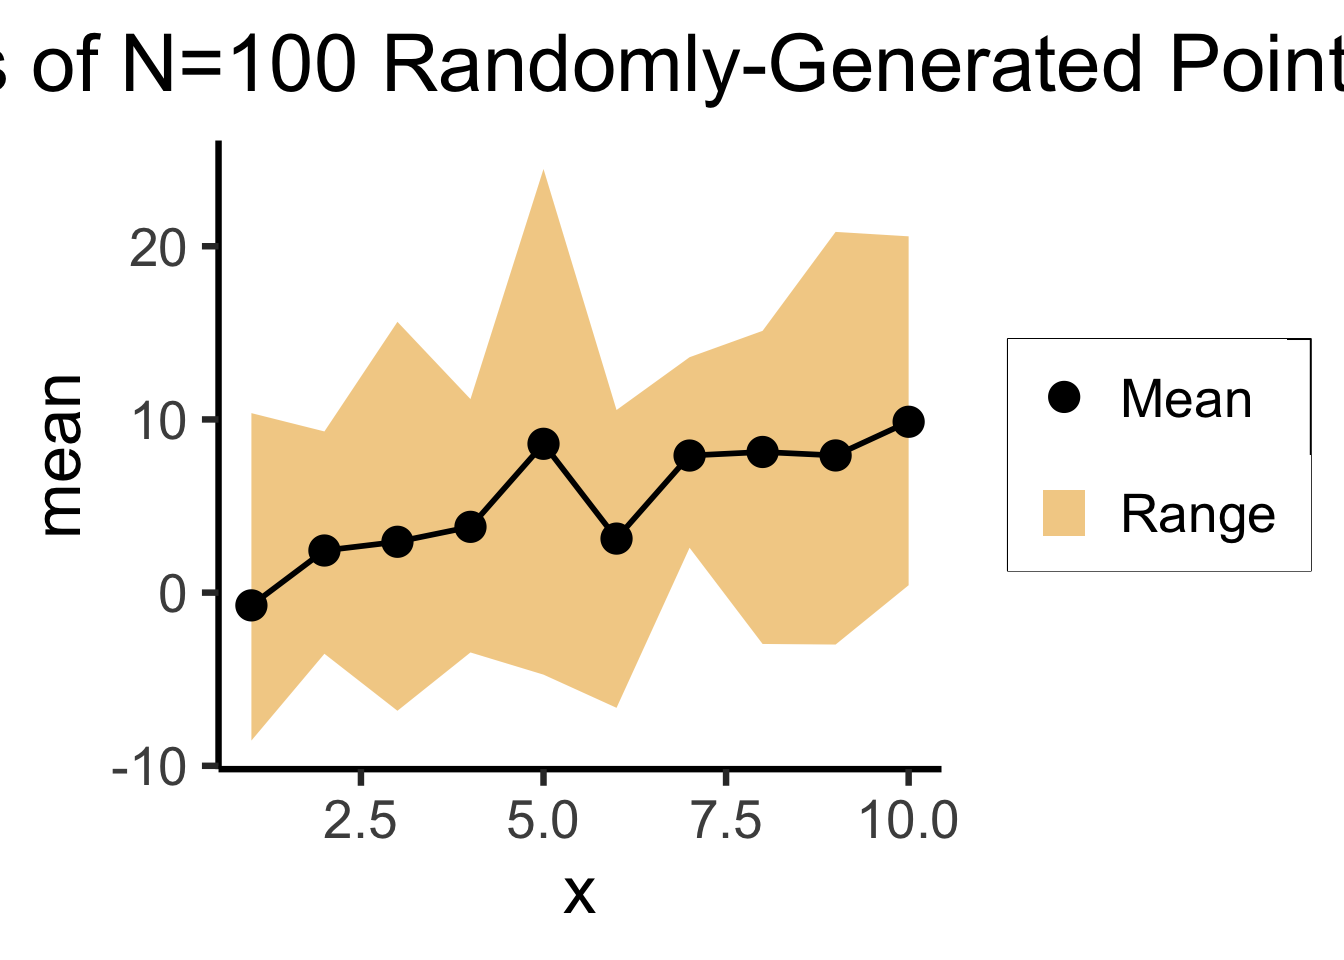 s of N=100 Randomly-Generated Point
20
10
0
-10
mean
2.5 5.0 7.5 10.0
x
Mean
Range